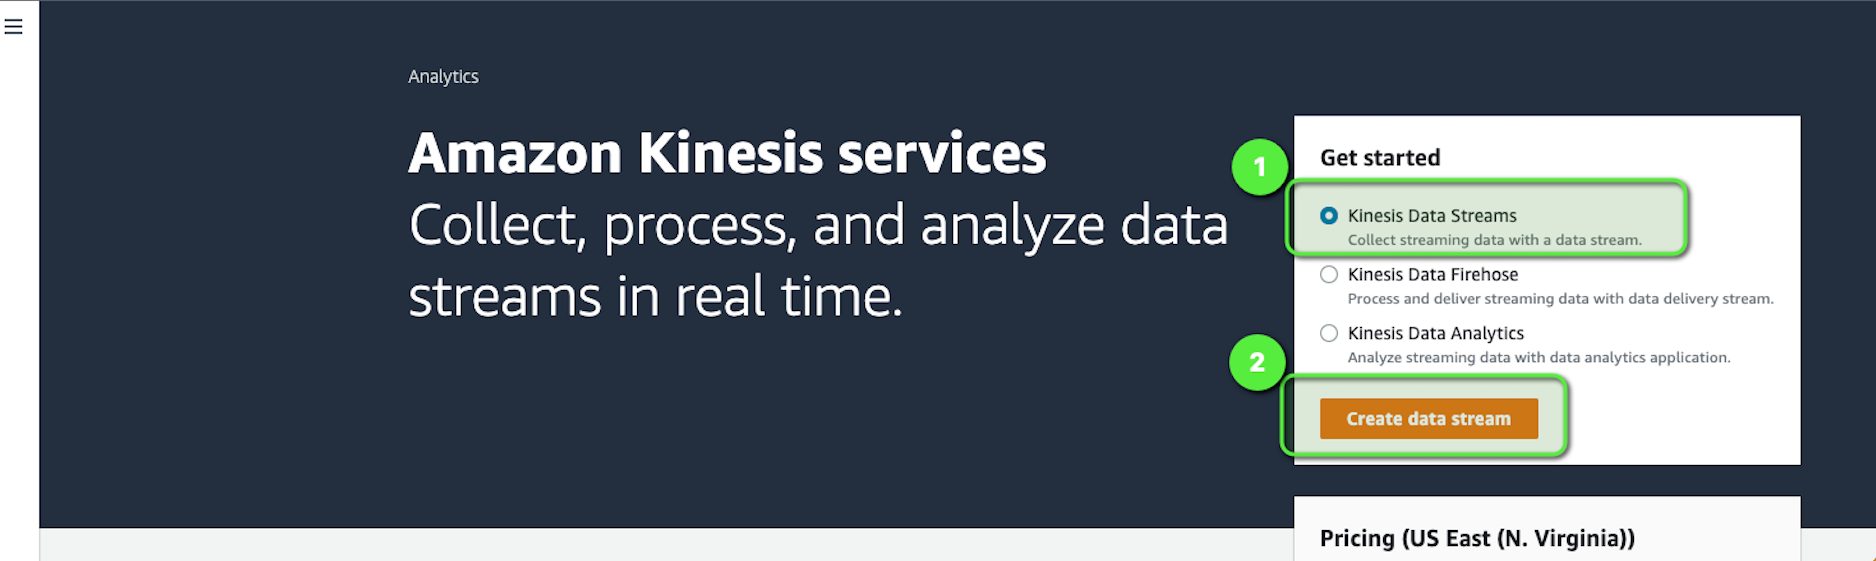 Analytics
Amazon Kinesis services
Collect, process, and analyze data
streams in real time.
1
Get started
Kinesis Data Streams
Collect streaming data with a data stream.
Kinesis Data Firehose
Process and deliver streaming data with data delivery stream.
Kinesis Data Analytics
Analyze streaming data with data analytics application.
2
Create data stream
Pricing (US East (N. Virginia))